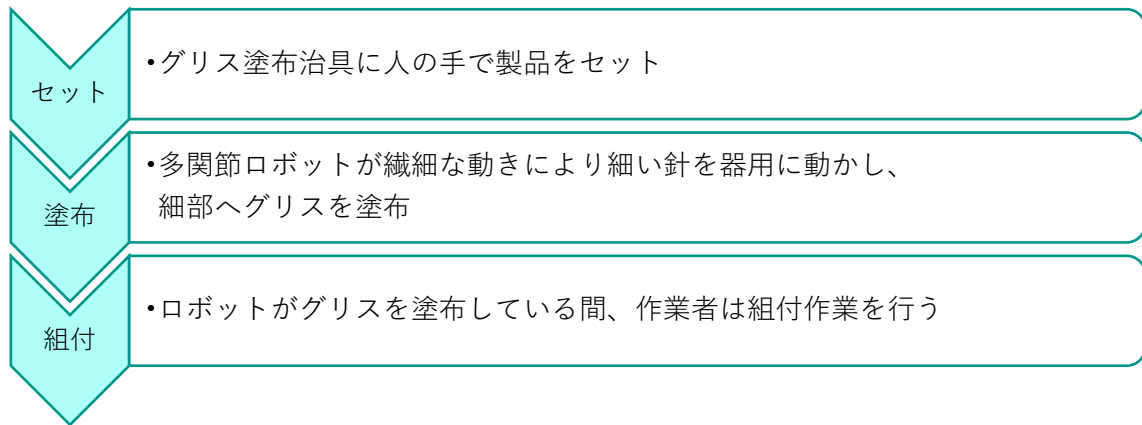 セット
•グリス塗布治具に人の手で製品をセット
塗布
•多関節ロボットが繊細な動きにより細い針を器用に動かし、
細部へグリスを塗布
組付
•ロボットがグリスを塗布している間、作業者は組付作業を行う